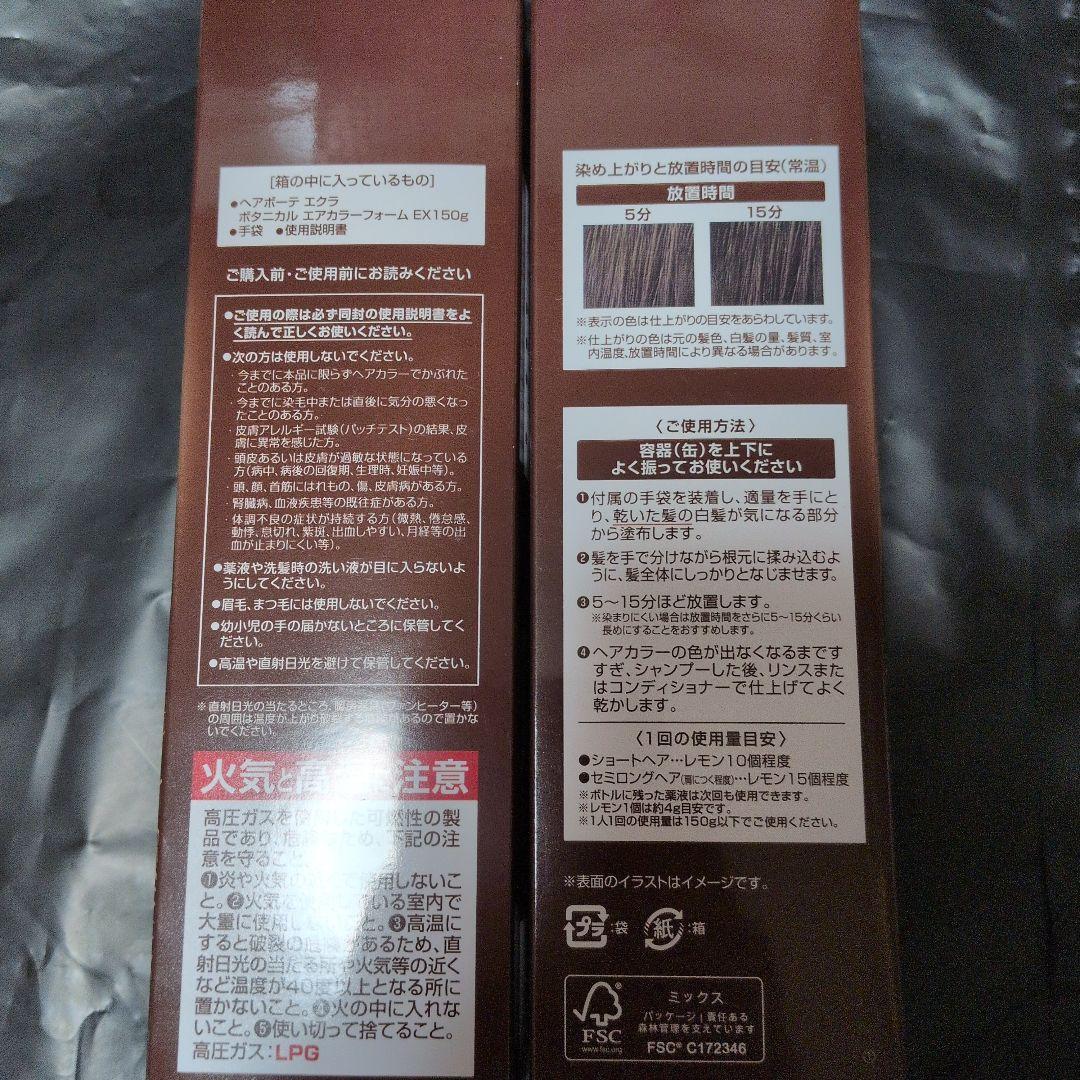 [箱の中に入っているもの]
●ヘアボーテ エクラ
ボタニカル エアカラーフォーム EX150g
●手袋 ●使用説明書
ご購入前・ご使用前にお読みください
●ご使用の際は必ず同封の使用説明書をよ
く読んで正しくお使いください。
●次の方は使用しないでください。
・今までに本品に限らずヘアカラーでかぶれた
ことのある方。
・今までに染毛中または直後に気分の悪くなっ
たことのある方。
・皮膚アレルギー試験(パッチテスト)の結果、皮
膚に異常を感じた方。
・頭皮あるいは皮膚が過敏な状態になっている
方(病中、病後の回復期、生理時、妊娠中等)。
・頭、顔、首筋にはれもの、傷、皮膚病がある方。
・腎臓病、血液疾患等の既往症がある方。
・体調不良の症状が持続する方(微熱、倦怠感、
動悸、息切れ、紫斑、出血しやすい、月経等の出
血が止まりにくい等)。
●薬液や洗髪時の洗い液が目に入らないよ
うにしてください。
●眉毛、まつ毛には使用しないでください。
●幼小児の手の届かないところに保管してく
ださい。
●高温や直射日光を避けて保管してください。
※直射日光の当たるところ、ファンヒーター等)
の周囲は温度が上がり破裂するあるので置かな
いでください。
火気と高 注意
高圧ガスを た可燃性の製
品であり、危険 ため、下記の注
意を守ること
❶炎や火気の 使用しないこ
と。❷火気を いる室内で
大量に使用し こと。❸高温に
すると破裂の危険があるため、直
射日光の当たる所や火気等の近く
など温度が40度以上となる所に
置かないこと。❹火の中に入れな
いこと。❺使い切って捨てること。
高圧ガス:LPG
染め上がりと放置時間の目安(常温)
放置時間
5分 15分
※表示の色は仕上がりの目安をあらわしています。
※仕上がりの色は元の髪色、白髪の量、髪質、室
内温度、放置時間により異なる場合があります。
〈ご使用方法〉
容器(缶)を上下に
よく振ってお使いください
❶付属の手袋を装着し、適量を手にと
り、乾いた髪の白髪が気になる部分
から塗布します。
❷髪を手で分けながら根元に揉み込むよ
うに、髪全体にしっかりとなじませます。
❸5〜15分ほど放置します。
※染まりにくい場合は放置時間をさらに5〜15分くらい
長めにすることをおすすめします。
❹ヘアカラーの色が出なくなるまです
すぎ、シャンプーした後、リンスまた
はコンディショナーで仕上げてよく
乾かします。
〈1回の使用量目安〉
●ショートヘア…レモン10個程度
●セミロングヘア(肩につく程度)…レモン15個程度
※ボトルに残った薬液は次回も使用できます。
※レモン1個は約4g目安です。
※1人1回の使用量は150g以下でご使用ください。
※表面のイラストはイメージです。
プラ:袋 紙:箱
FSC
www.fsc.org
ミックス
パッケージ|責任ある
森林管理を支えています
FSC® C172346